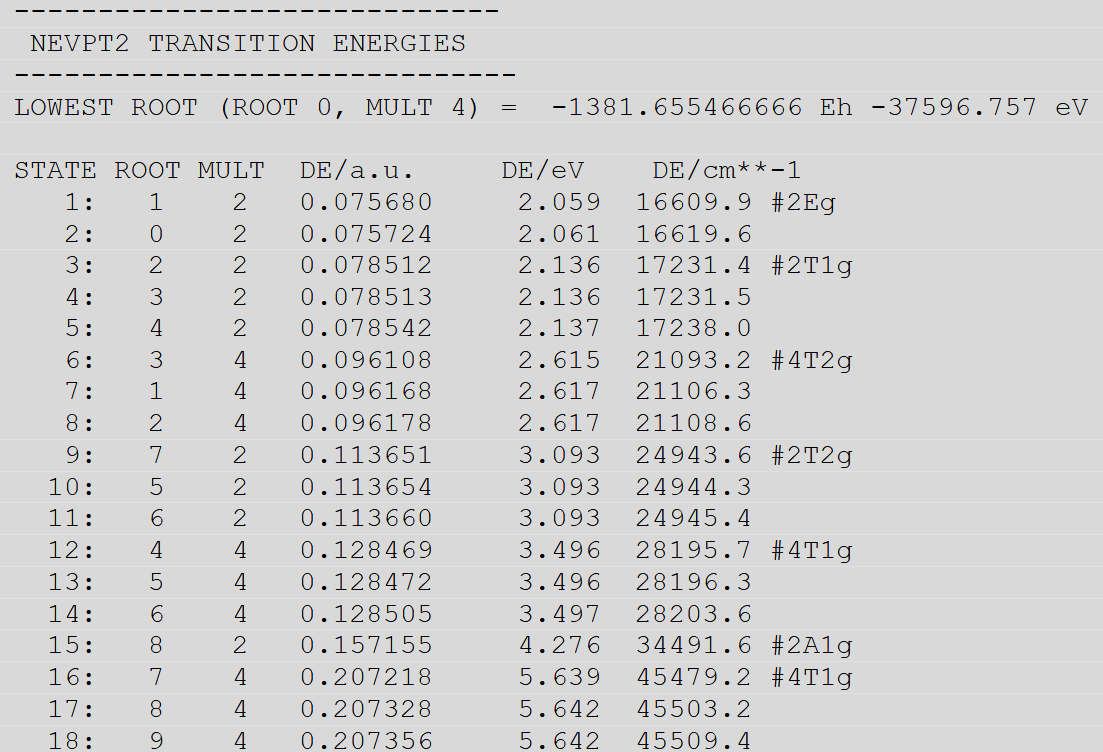 -----------------------------
 NEVPT2 TRANSITION ENERGIES
------------------------------
LOWEST ROOT (ROOT 0, MULT 4) =  -1381.655466666 Eh -37596.757 eV
STATE ROOT MULT  DE/a.u.     DE/eV    DE/cm**-1
   1:   1    2   0.075680     2.059  16609.9 #2Eg
   2:   0    2   0.075724     2.061  16619.6
   3:   2    2   0.078512     2.136  17231.4 #2T1g
   4:   3    2   0.078513     2.136  17231.5
   5:   4    2   0.078542     2.137  17238.0
   6:   3    4   0.096108     2.615  21093.2 #4T2g
   7:   1    4   0.096168     2.617  21106.3
   8:   2    4   0.096178     2.617  21108.6
   9:   7    2   0.113651     3.093  24943.6 #2T2g
  10:   5    2   0.113654     3.093  24944.3
  11:   6    2   0.113660     3.093  24945.4
  12:   4    4   0.128469     3.496  28195.7 #4T1g
  13:   5    4   0.128472     3.496  28196.3
  14:   6    4   0.128505     3.497  28203.6
  15:   8    2   0.157155     4.276  34491.6 #2A1g
  16:   7    4   0.207218     5.639  45479.2 #4T1g
  17:   8    4   0.207328     5.642  45503.2
  18:   9    4   0.207356     5.642  45509.4